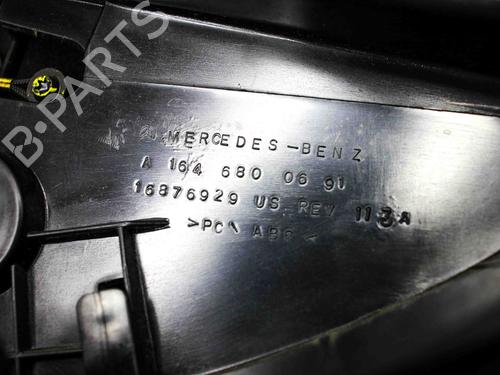 B-PARTS
MERCEDES-BENZ
A 164 680 06 91
16876929 US REV 113A
>PC\ABS<